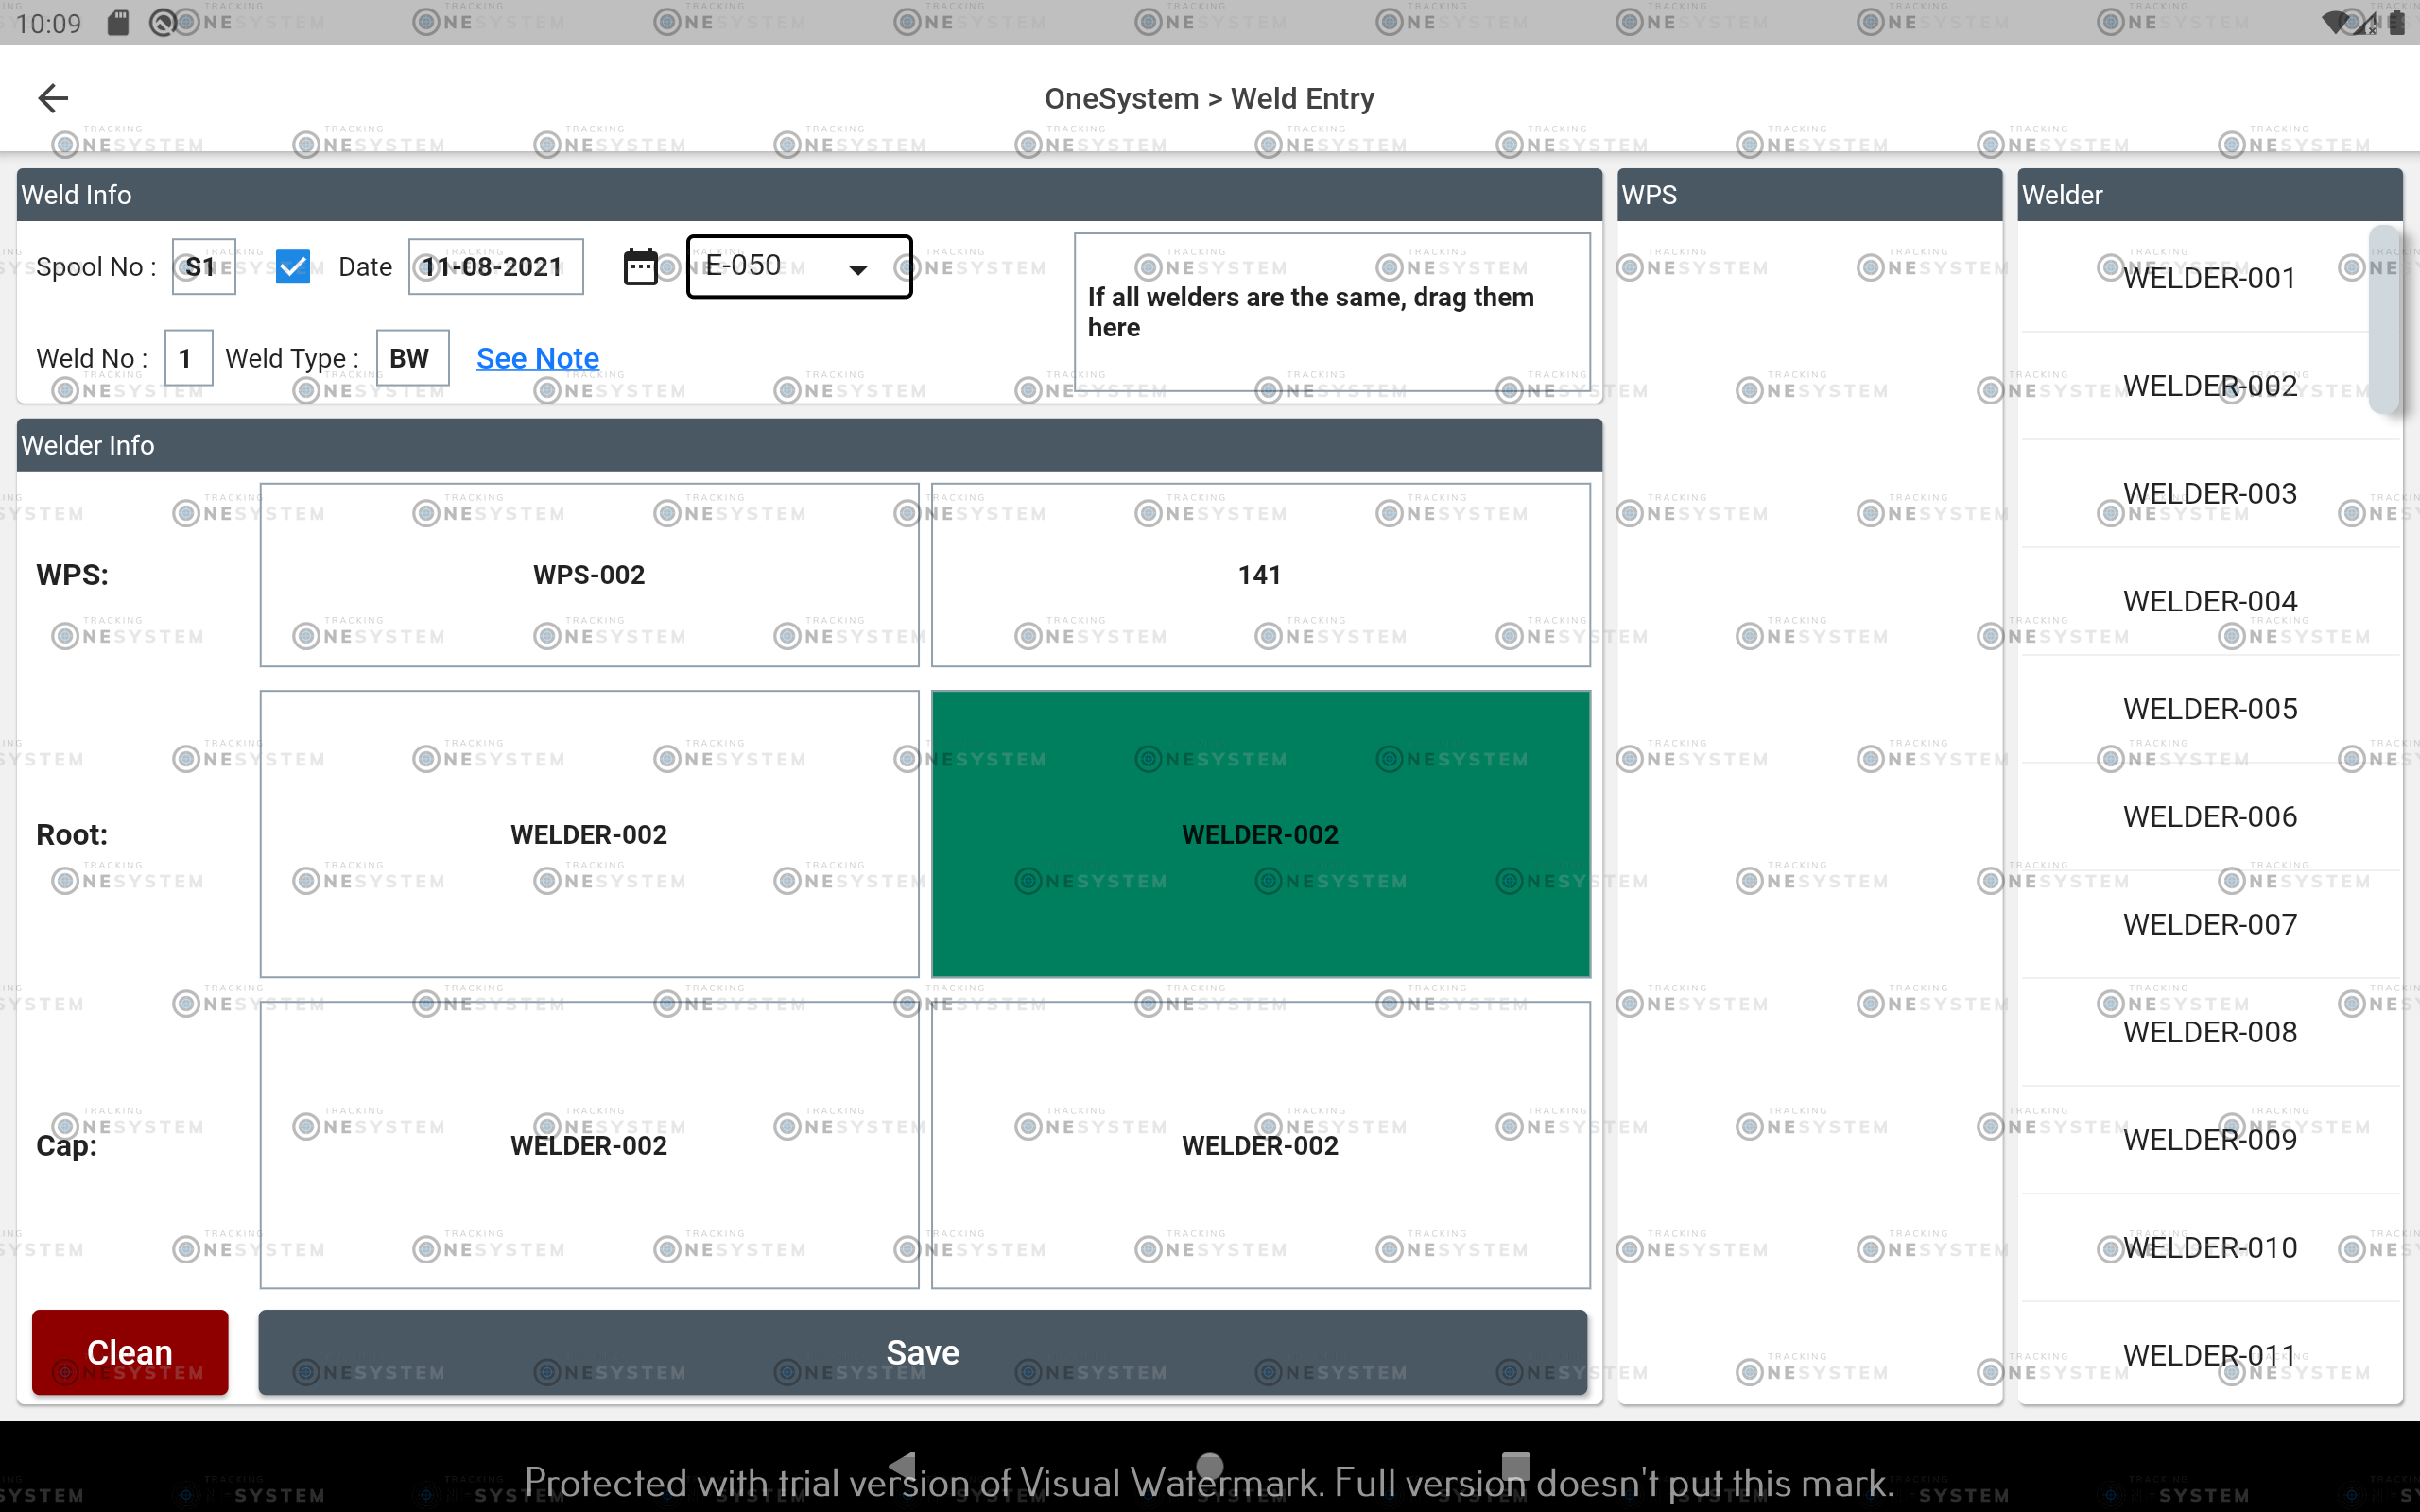 10:09
OneSystem > Weld Entry
Weld Info
Spool No : S1 Date 11-08-2021 E-050
If all welders are the same, drag them
here
Weld No : 1 Weld Type : BW See Note
Welder Info
WPS: WPS-002 141
Root: WELDER-002 WELDER-002
Cap: WELDER-002 WELDER-002
Clean Save
WPS
Welder
WELDER-001
WELDER-002
WELDER-003
WELDER-004
WELDER-005
WELDER-006
WELDER-007
WELDER-008
WELDER-009
WELDER-010
WELDER-011
TRACKING
NESYSTEM
Protected with trial version of Visual Watermark. Full version doesn't put this mark.